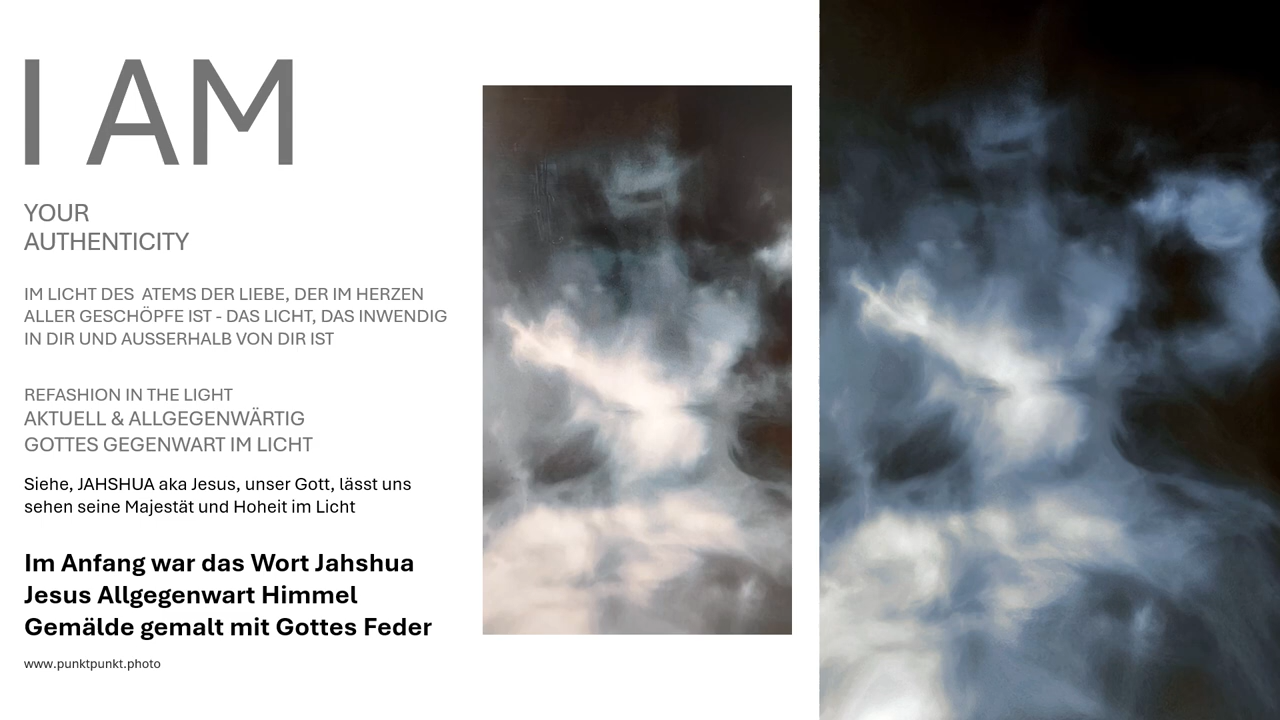 I AM
YOUR
AUTHENTICITY
IM LICHT DES  ATEMS DER LIEBE, DER IM HERZEN
ALLER GESCHÖPFE IST - DAS LICHT, DAS INWENDIG
IN DIR UND AUSSERHALB VON DIR IST
REFASHION IN THE LIGHT
AKTUELL & ALLGEGENWÄRTIG
GOTTES GEGENWART IM LICHT
Siehe, JAHSHUA aka Jesus, unser Gott, lässt uns
sehen seine Majestät und Hoheit im Licht
Im Anfang war das Wort Jahshua
Jesus Allgegenwart Himmel
Gemälde gemalt mit Gottes Feder
www.punktpunkt.photo